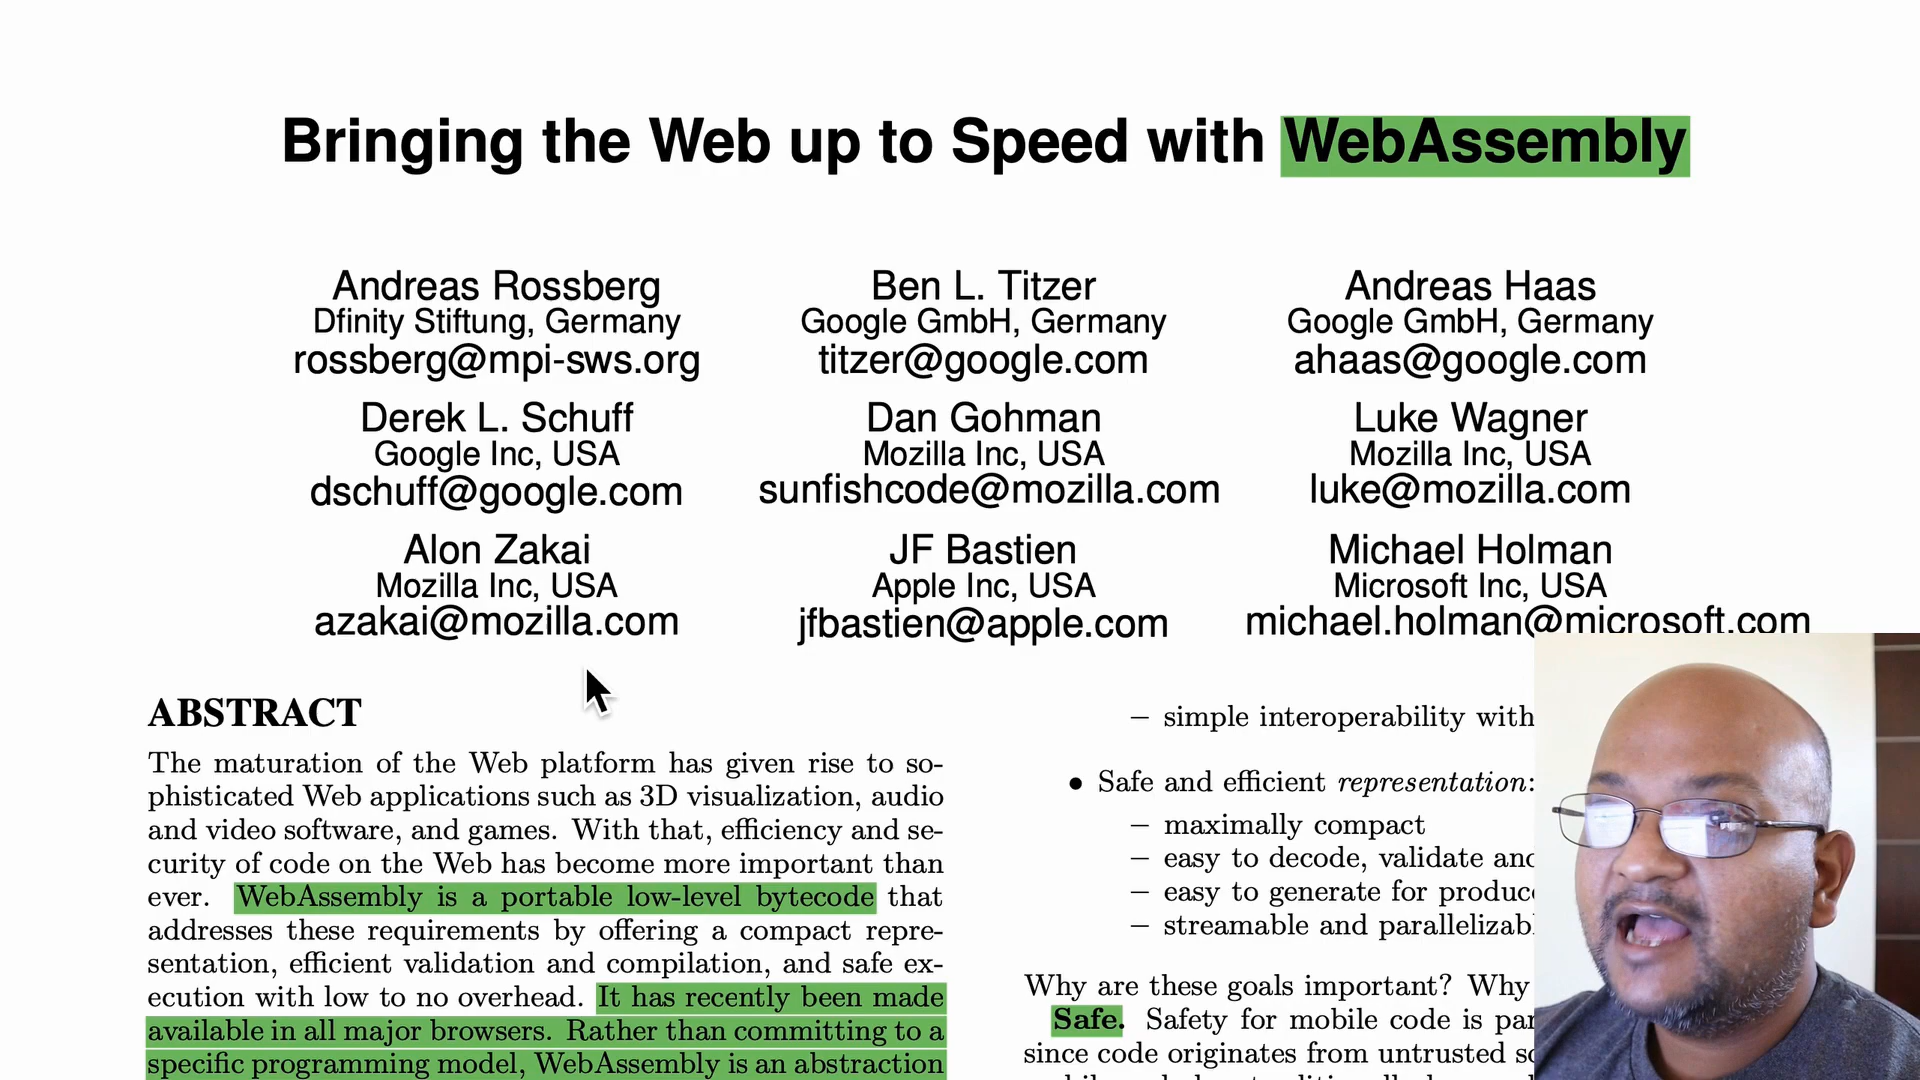 Bringing the Web up to Speed with WebAssembly
Andreas Rossberg
Dfinity Stiftung, Germany
rossberg@mpi-sws.org
Ben L. Titzer
Google GmbH, Germany
titzer@google.com
Andreas Haas
Google GmbH, Germany
ahaas@google.com
Derek L. Schuff
Google Inc, USA
dschuff@google.com
Dan Gohman
Mozilla Inc, USA
sunfishcode@mozilla.com
Luke Wagner
Mozilla Inc, USA
luke@mozilla.com
Alon Zakai
Mozilla Inc, USA
azakai@mozilla.com
JF Bastien
Apple Inc, USA
jfbastien@apple.com
Michael Holman
Microsoft Inc, USA
michael.holman@microsoft.com
ABSTRACT
The maturation of the Web platform has given rise to so-
phisticated Web applications such as 3D visualization, audio
and video software, and games. With that, efficiency and se-
curity of code on the Web has become more important than
ever. WebAssembly is a portable low-level bytecode that
addresses these requirements by offering a compact repre-
sentation, efficient validation and compilation, and safe ex-
ecution with low to no overhead. It has recently been made
available in all major browsers. Rather than committing to a
specific programming model, WebAssembly is an abstraction
– simple interoperability with
• Safe and efficient representation:
– maximally compact
– easy to decode, validate and
– easy to generate for
– streamable and
Why are these goals important? Why
Safe. Safety for mobile code is
since code originates from untrusted